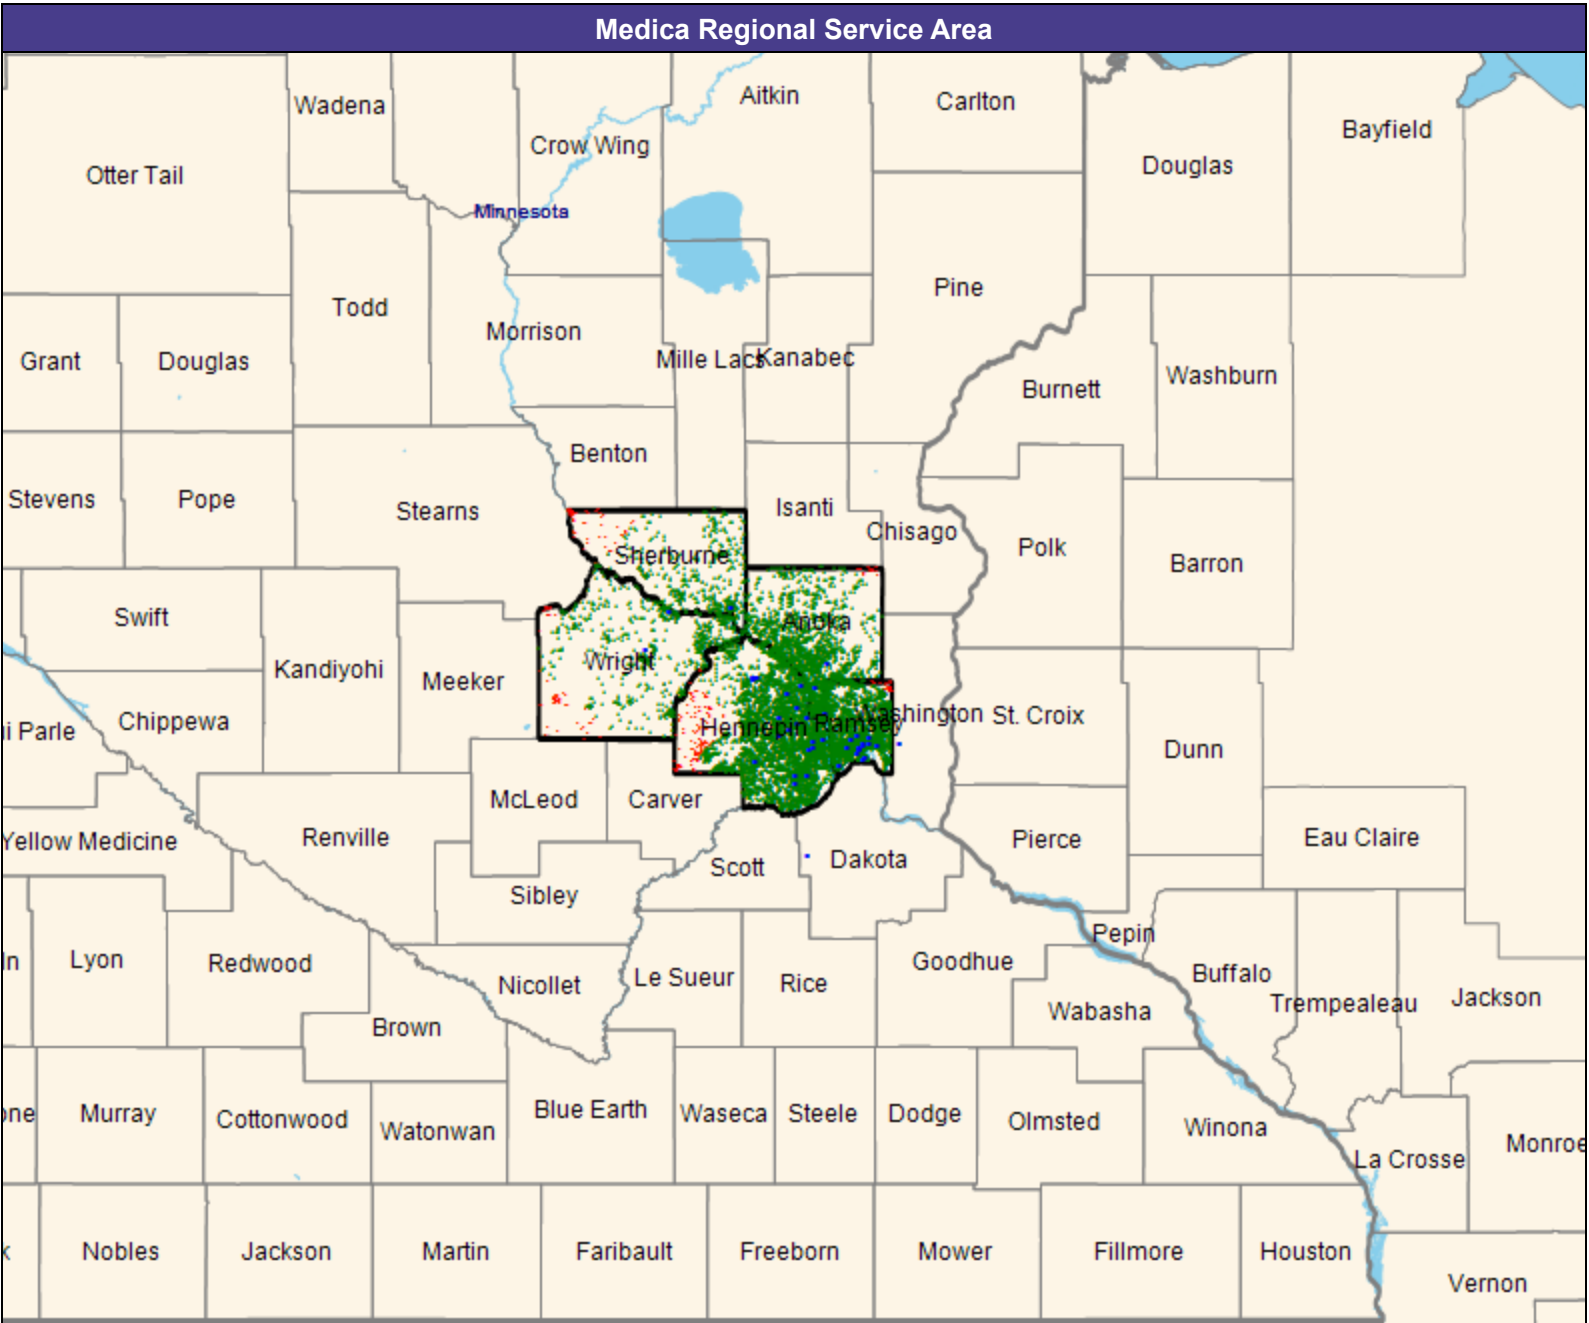 Medica Regional Service Area
Wadena
Aitkin
Carlton
Bayfield
Crow Wing
Otter Tail
Douglas
Minnesota
Pine
Todd
Morrison
Grant
Douglas
Mille Lacs
Kanabec
Burnett
Washburn
Benton
Stevens
Pope
Stearns
Isanti
Chisago
Sherburne
Polk
Barron
Swift
Anoka
Kandiyohi
Wright
Meeker
Chippewa
ui Parle
Hennepin
Ramsey
Washington
St. Croix
Dunn
McLeod
Carver
Yellow Medicine
Renville
Pierce
Eau Claire
Scott
Dakota
Sibley
Pepin
ln
Lyon
Redwood
Nicollet
Le Sueur
Rice
Goodhue
Buffalo
Trempealeau
Jackson
Brown
Wabasha
one
Murray
Cottonwood
Watonwan
Blue Earth
Waseca
Steele
Dodge
Olmsted
Winona
La Crosse
Monroe
k
Nobles
Jackson
Martin
Faribault
Freeborn
Mower
Fillmore
Houston
Vernon